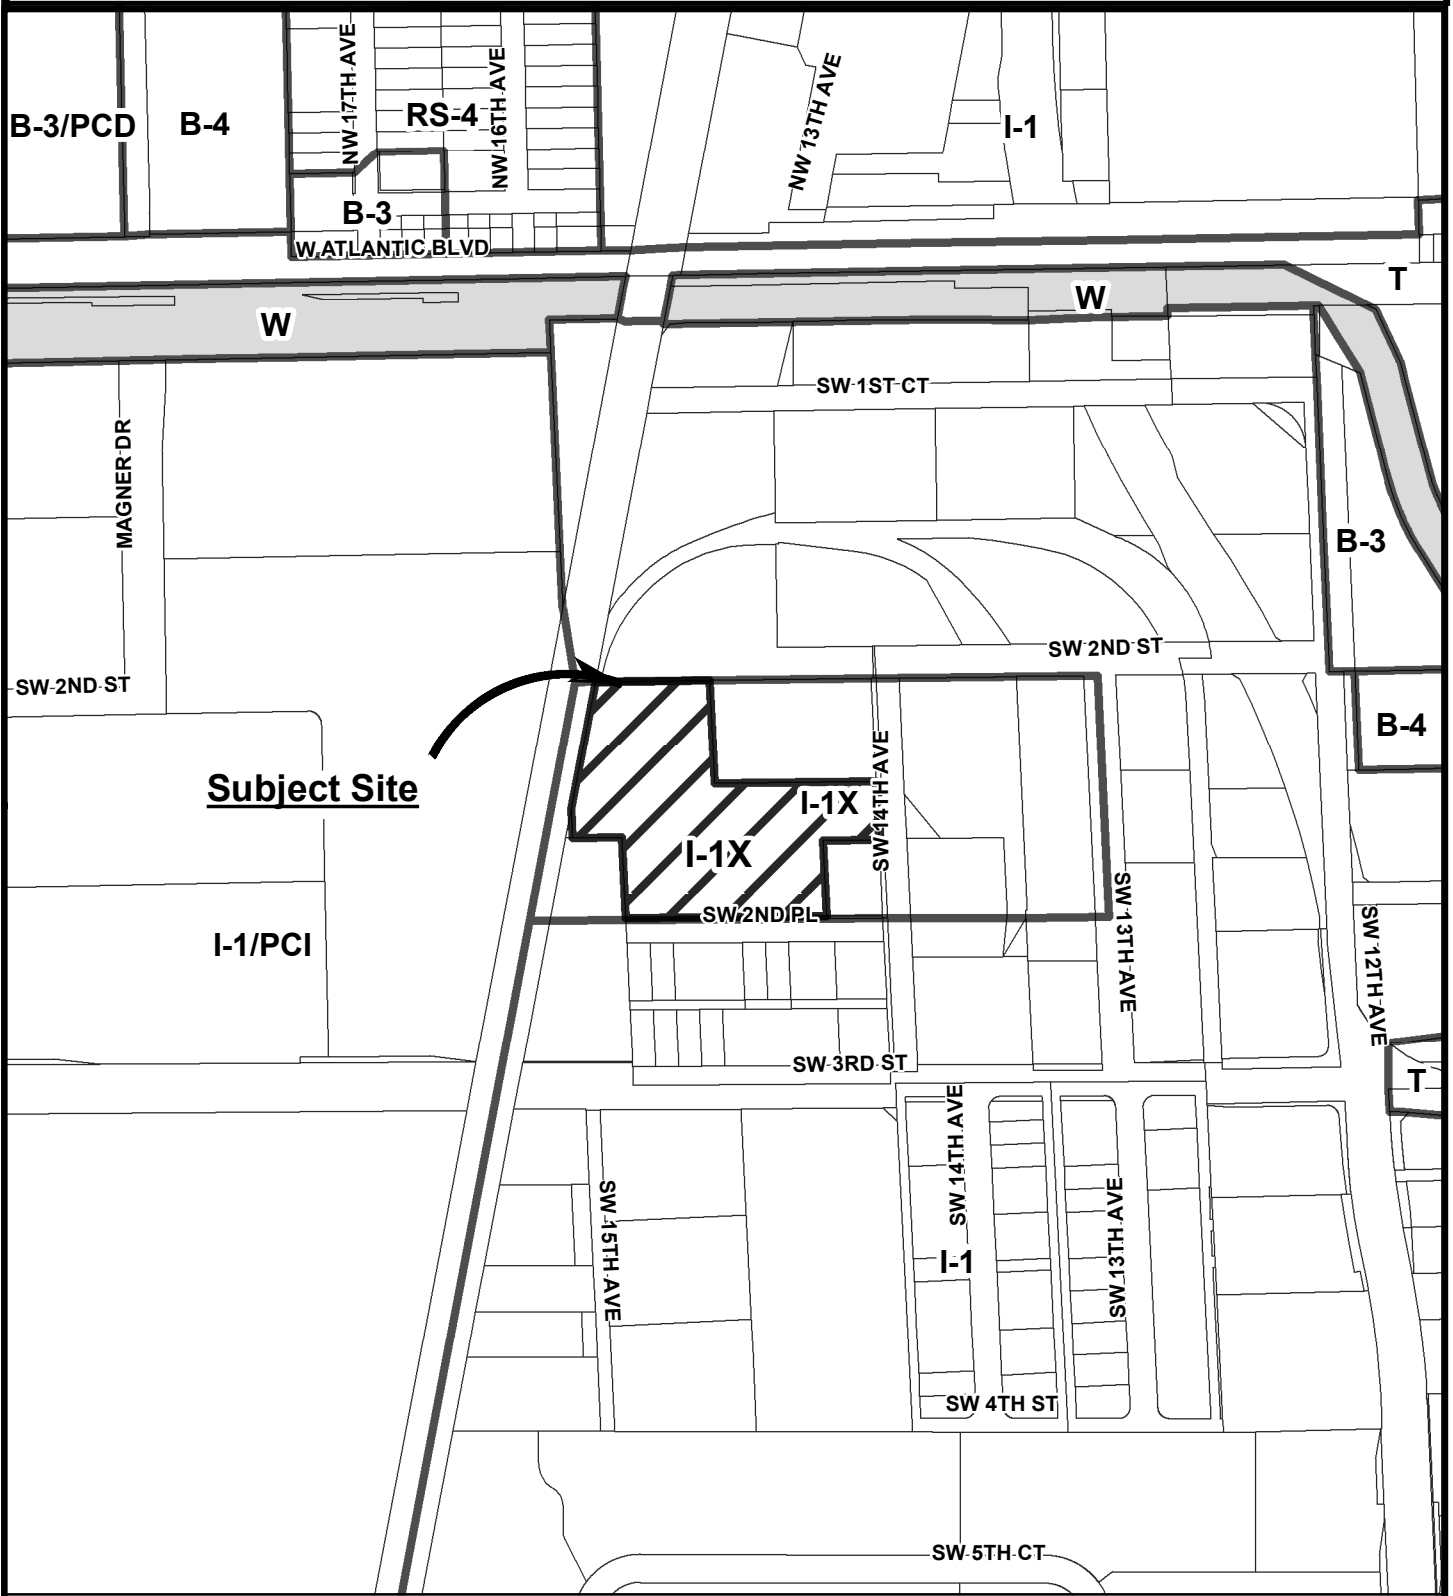 NW 17TH AVE
NW 16TH AVE
NW 13TH AVE
B-3/PCD
B-4
RS-4
I-1
B-3
W ATLANTIC BLVD
T
W
W
SW 1ST CT
MAGNER DR
B-3
SW 2ND ST
SW 2ND ST
B-4
SW 14TH AVE
Subject Site
I-1X
I-1X
SW 2ND PL
SW 13TH AVE
SW 12TH AVE
I-1/PCI
SW 3RD ST
T
SW 14TH AVE
SW 15TH AVE
SW 13TH AVE
I-1
SW 4TH ST
SW 5TH CT